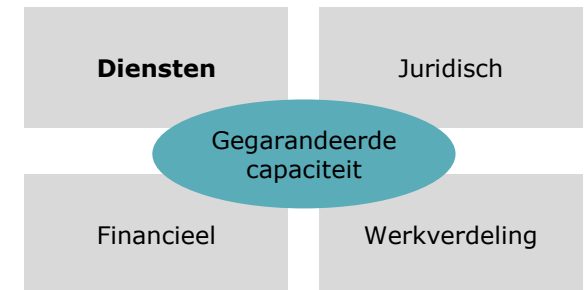 Diensten
Juridisch
Gegarandeerde
capaciteit
Financieel
Werkverdeling